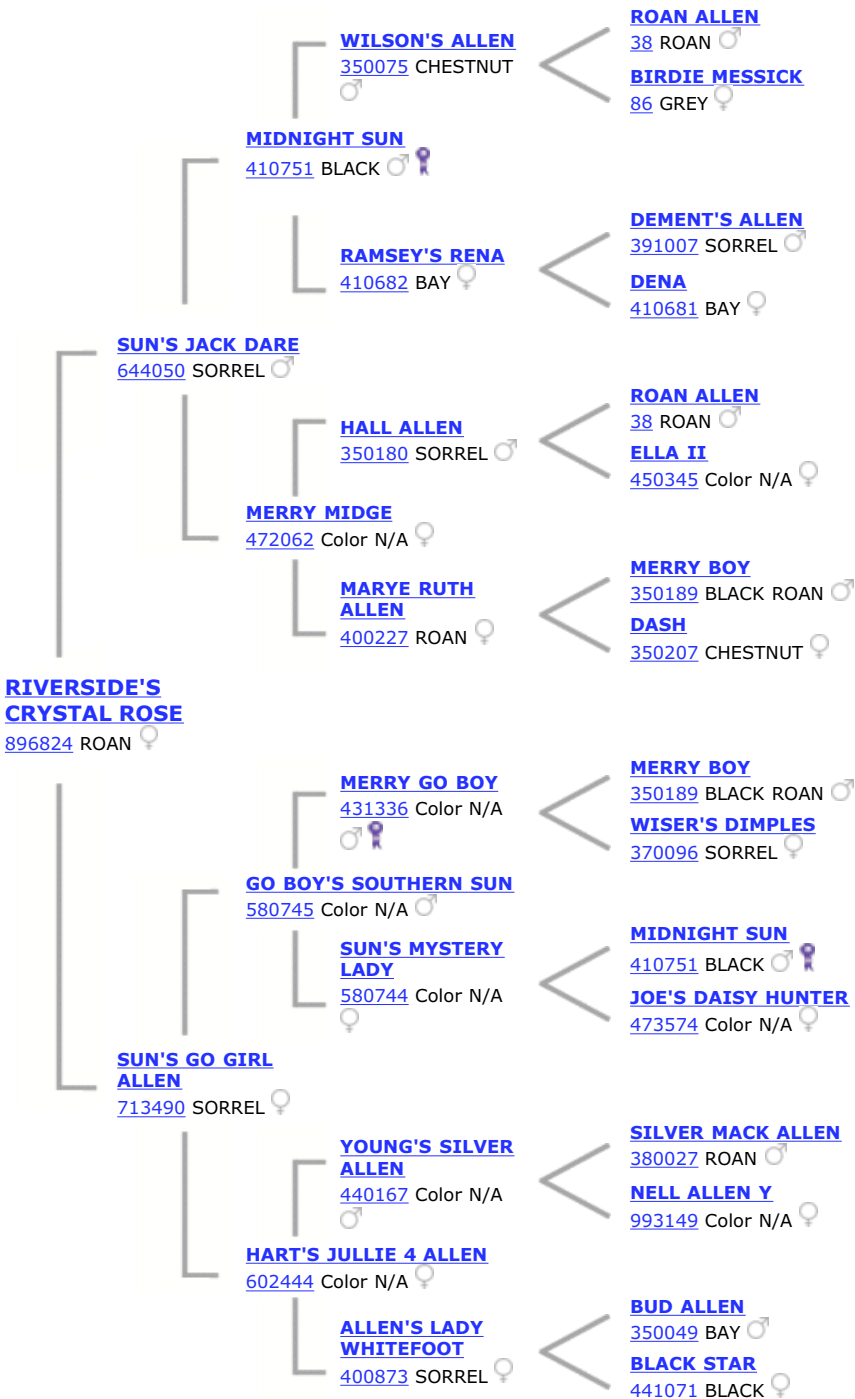 ROAN ALLEN
38 ROAN
WILSON'S ALLEN
350075 CHESTNUT
BIRDIE MESSICK
86 GREY
MIDNIGHT SUN
410751 BLACK
DEMENT'S ALLEN
391007 SORREL
RAMSEY'S RENA
410682 BAY
DENA
410681 BAY
SUN'S JACK DARE
644050 SORREL
ROAN ALLEN
38 ROAN
HALL ALLEN
350180 SORREL
ELLA II
450345 Color N/A
MERRY MIDGE
472062 Color N/A
MERRY BOY
350189 BLACK ROAN
MARYE RUTH
ALLEN
400227 ROAN
DASH
350207 CHESTNUT
RIVERSIDE'S
CRYSTAL ROSE
896824 ROAN
MERRY BOY
350189 BLACK ROAN
MERRY GO BOY
431336 Color N/A
WISER'S DIMPLES
370096 SORREL
GO BOY'S SOUTHERN SUN
580745 Color N/A
MIDNIGHT SUN
410751 BLACK
SUN'S MYSTERY
LADY
580744 Color N/A
JOE'S DAISY HUNTER
473574 Color N/A
SUN'S GO GIRL
ALLEN
713490 SORREL
SILVER MACK ALLEN
380027 ROAN
YOUNG'S SILVER
ALLEN
440167 Color N/A
NELL ALLEN Y
993149 Color N/A
HART'S JULLIE 4 ALLEN
602444 Color N/A
BUD ALLEN
350049 BAY
ALLEN'S LADY
WHITEFOOT
400873 SORREL
BLACK STAR
441071 BLACK